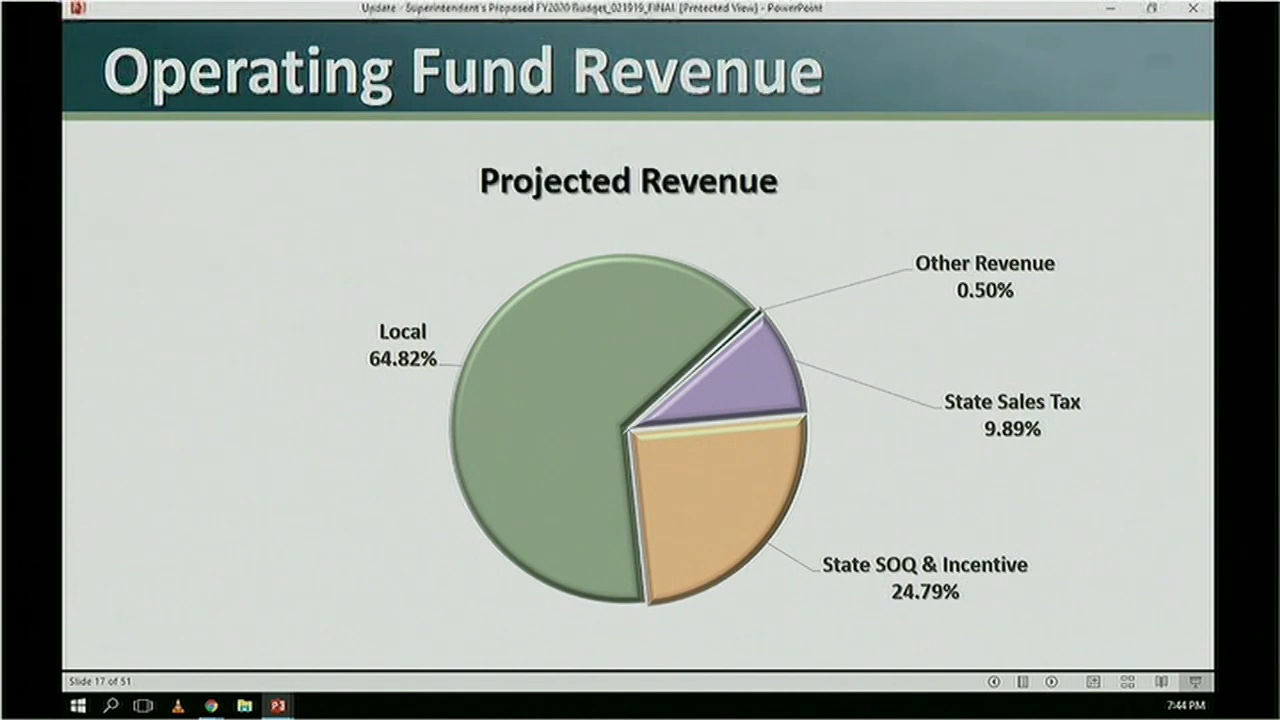 Update - Superintendent's Proposed FY2020 Budget_021919_FINAL [Protected View] - PowerPoint
Operating Fund Revenue
Projected Revenue
Other Revenue
0.50%
Local
64.82%
State Sales Tax
9.89%
State SOQ & Incentive
24.79%
Slide 17 of 51
7:44 PM